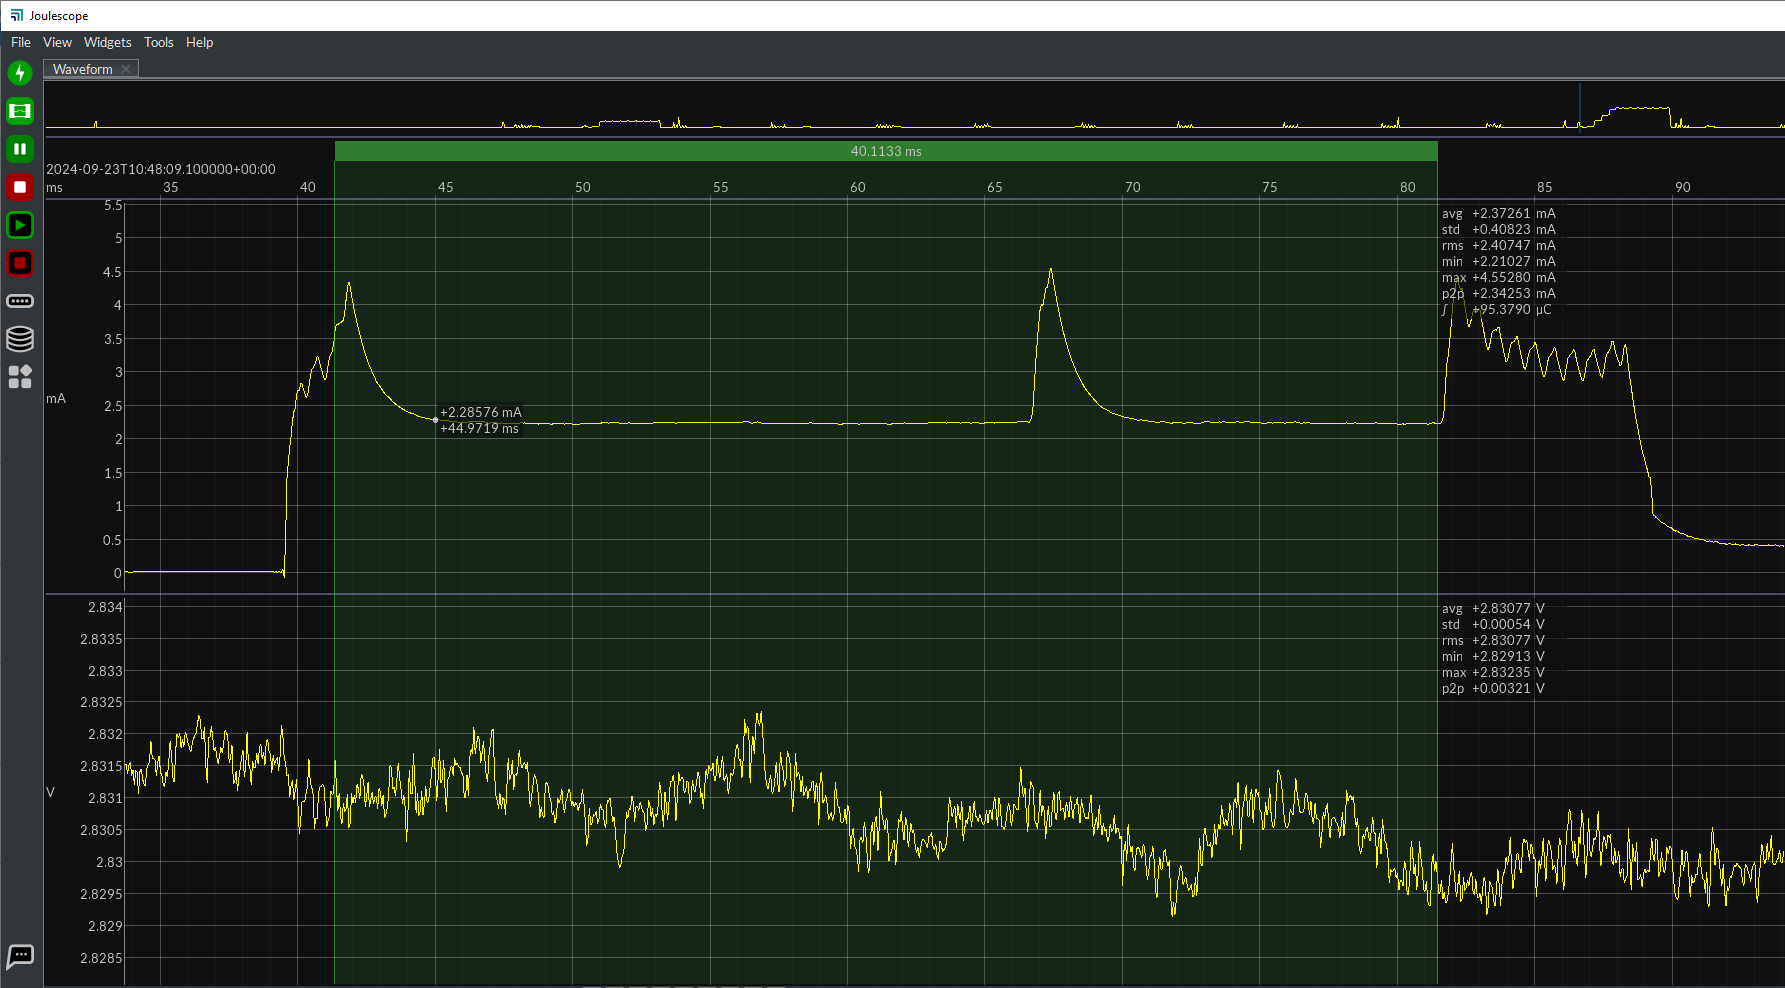 Joulescope
File View Widgets Tools Help
Waveform
40.1133 ms
2024-09-23T10:48:09.100000+00:00
ms 35 40 45 50 55 60 65 70 75 80 85 90
5.5
5
4.5
4
3.5
3
mA
2.5
2
1.5
1
0.5
0
+2.28576 mA
+44.9719 ms
avg +2.37261 mA
std +0.40823 mA
rms +2.40747 mA
min +2.21027 mA
max +4.55280 mA
p2p +2.34253 mA
∫ +95.3790 µC
2.834
2.8335
2.833
2.8325
2.832
2.8315
V
2.831
2.8305
2.83
2.8295
2.829
2.8285
avg +2.83077 V
std +0.00054 V
rms +2.83077 V
min +2.82913 V
max +2.83235 V
p2p +0.00321 V